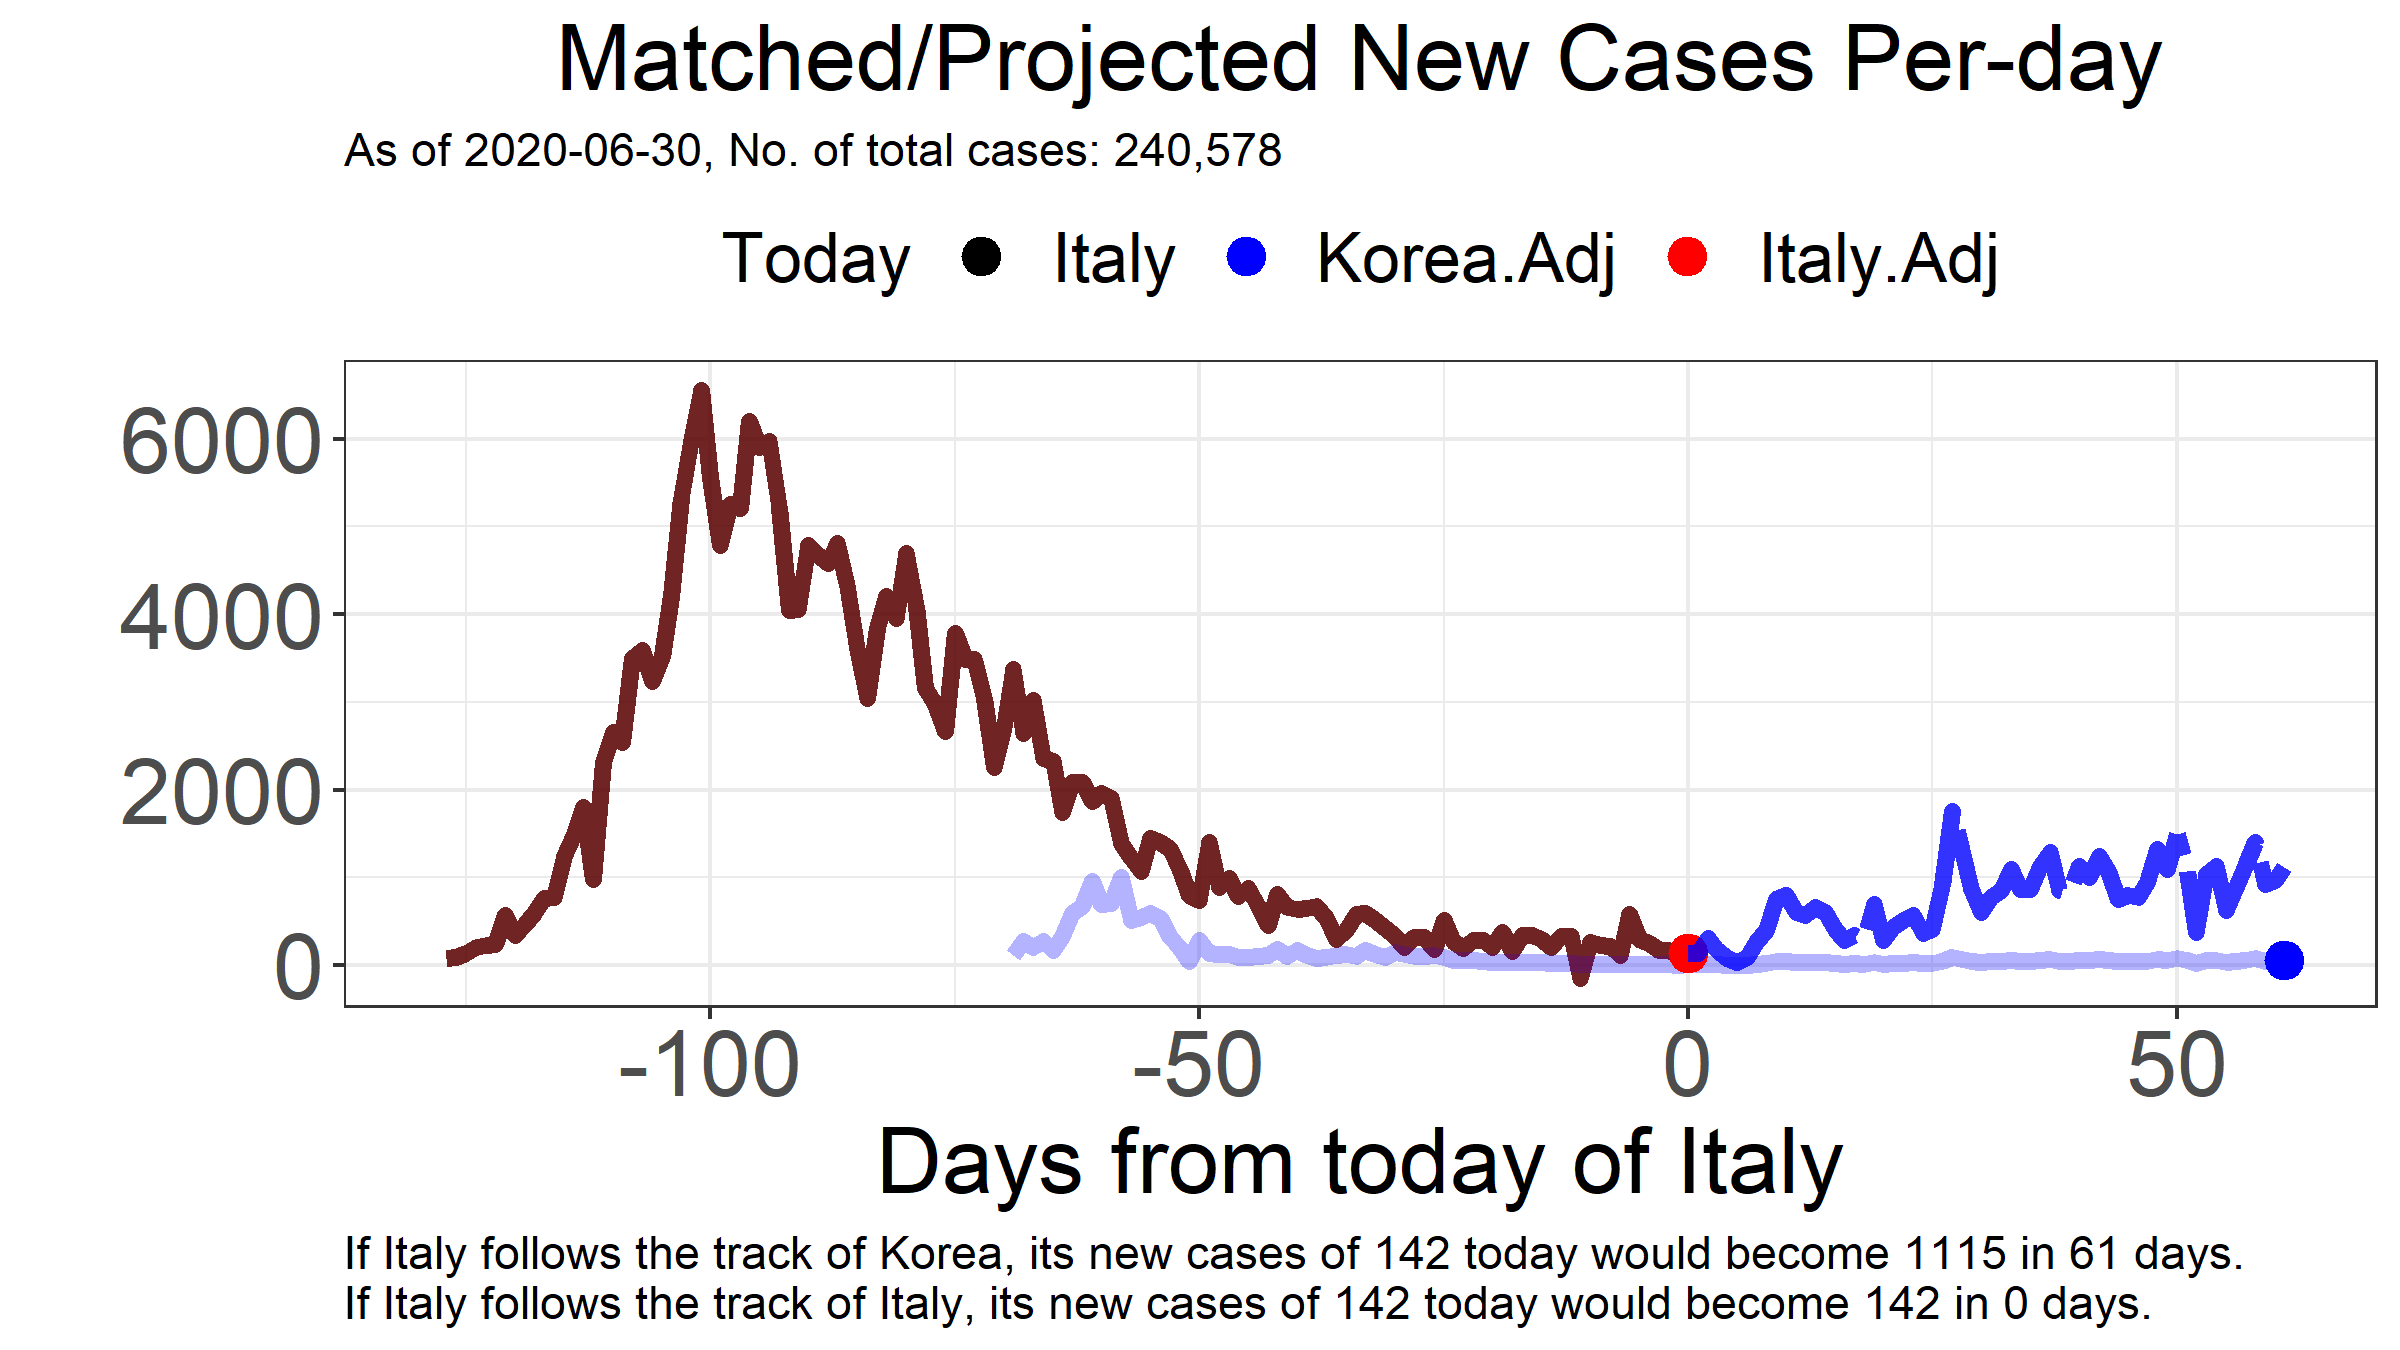 Matched/Projected New Cases Per-day
As of 2020-06-30, No. of total cases: 240,578
Today Italy Korea.Adj Italy.Adj
6000
4000
2000
0
-100 -50 0 50
Days from today of Italy
If Italy follows the track of Korea, its new cases of 142 today would become 1115 in 61 days.
If Italy follows the track of Italy, its new cases of 142 today would become 142 in 0 days.